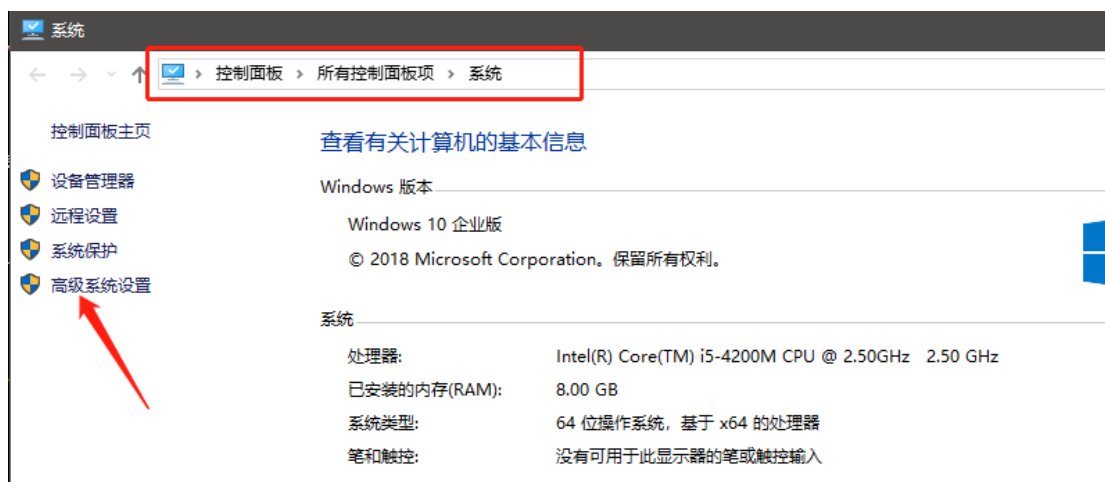 系统
控制面板 › 所有控制面板项 › 系统
控制面板主页
设备管理器
远程设置
系统保护
高级系统设置
查看有关计算机的基本信息
Windows 版本
Windows 10 企业版
© 2018 Microsoft Corporation。保留所有权利。
系统
处理器: Intel(R) Core(TM) i5-4200M CPU @ 2.50GHz 2.50 GHz
已安装的内存(RAM): 8.00 GB
系统类型: 64 位操作系统, 基于 x64 的处理器
笔和触控: 没有可用于此显示器的笔或触控输入